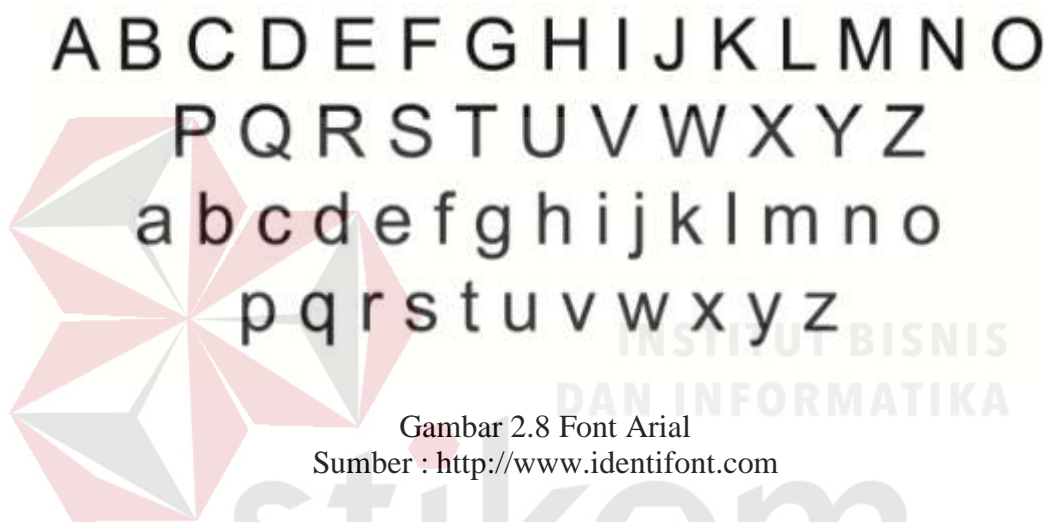 A B C D E F G H I J K L M N O
P Q R S T U V W X Y Z
a b c d e f g h i j k l m n o
p q r s t u v w x y z
INSTITUT BISNIS
DAN INFORMATIKA
Gambar 2.8 Font Arial
Sumber : http://www.identifont.com
stikom